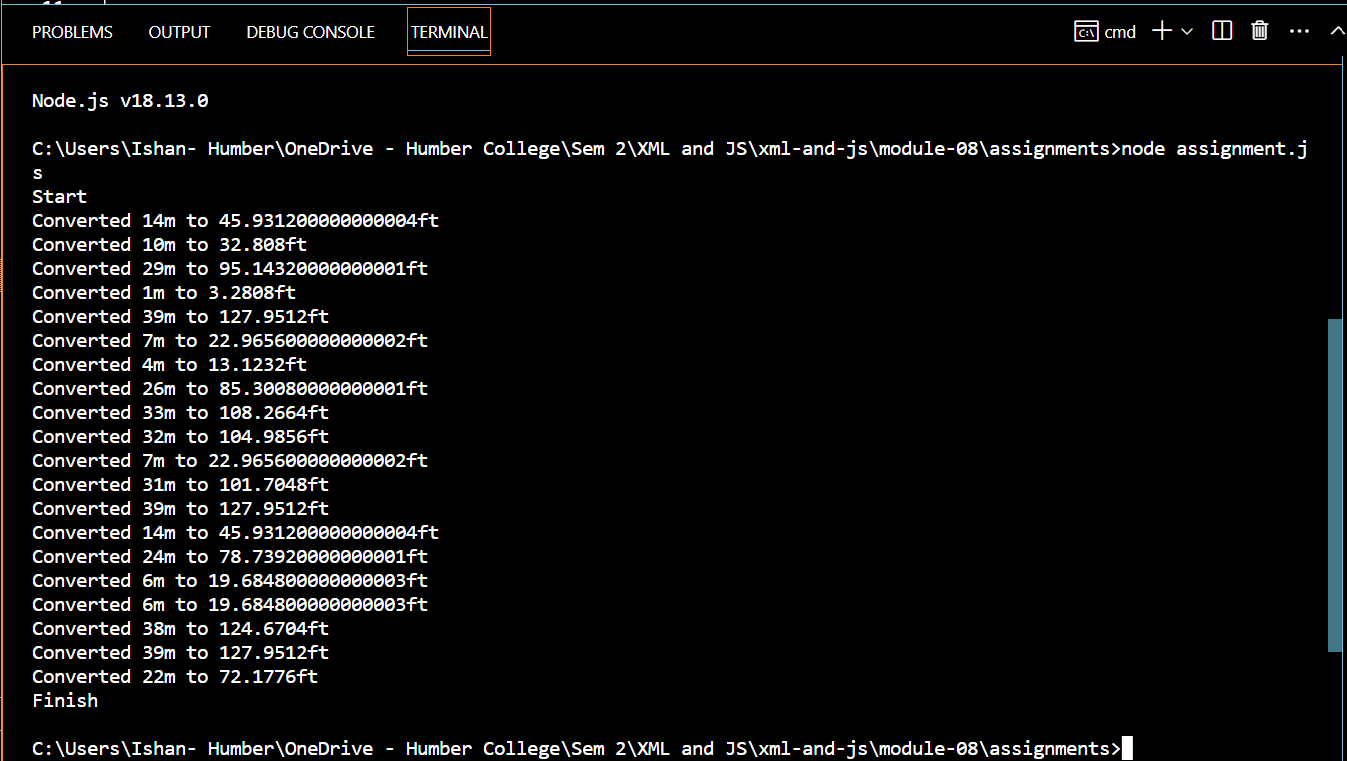 PROBLEMS OUTPUT DEBUG CONSOLE TERMINAL cmd
Node.js v18.13.0
C:\Users\Ishan- Humber\OneDrive - Humber College\Sem 2\XML and JS\xml-and-js\module-08\assignments>node assignment.j
s
Start
Converted 14m to 45.931200000000004ft
Converted 10m to 32.808ft
Converted 29m to 95.14320000000001ft
Converted 1m to 3.2808ft
Converted 39m to 127.9512ft
Converted 7m to 22.965600000000002ft
Converted 4m to 13.1232ft
Converted 26m to 85.30080000000001ft
Converted 33m to 108.2664ft
Converted 32m to 104.9856ft
Converted 7m to 22.965600000000002ft
Converted 31m to 101.7048ft
Converted 39m to 127.9512ft
Converted 14m to 45.931200000000004ft
Converted 24m to 78.73920000000001ft
Converted 6m to 19.684800000000003ft
Converted 6m to 19.684800000000003ft
Converted 38m to 124.6704ft
Converted 39m to 127.9512ft
Converted 22m to 72.1776ft
Finish
C:\Users\Ishan- Humber\OneDrive - Humber College\Sem 2\XML and JS\xml-and-js\module-08\assignments>